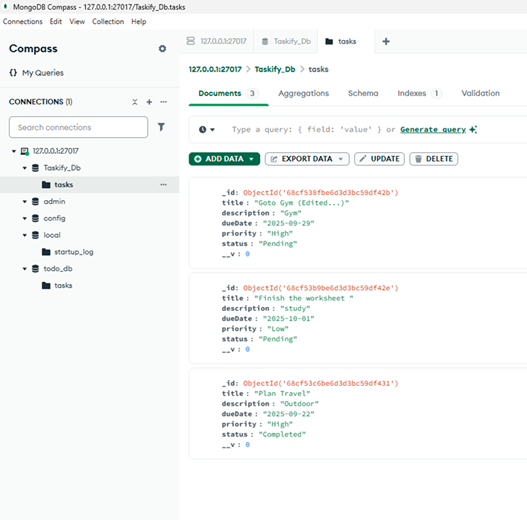 MongoDB Compass - 127.0.0.1:27017/Taskify_Db.tasks
Connections Edit View Collection Help
Compass
{} My Queries
CONNECTIONS (1)
Search connections
127.0.0.1:27017
Taskify_Db
tasks
admin
config
local
startup_log
todo_db
tasks
127.0.0.1:27017 Taskify_Db tasks
127.0.0.1:27017 > Taskify_Db > tasks
Documents 3 Aggregations Schema Indexes 1 Validation
Type a query: { field: 'value' } or Generate query
ADD DATA EXPORT DATA UPDATE DELETE
_id: ObjectId('68cf538fbe6d3d3bc59df42b')
title : "Goto Gym (Edited...)"
description : "Gym"
dueDate : "2025-09-29"
priority : "High"
status : "Pending"
__v : 0
_id: ObjectId('68cf53b9be6d3d3bc59df42e')
title : "Finish the worksheet "
description : "study"
dueDate : "2025-10-01"
priority : "Low"
status : "Pending"
__v : 0
_id: ObjectId('68cf53c6be6d3d3bc59df431')
title : "Plan Travel"
description : "Outdoor"
dueDate : "2025-09-22"
priority : "High"
status : "Completed"
__v : 0